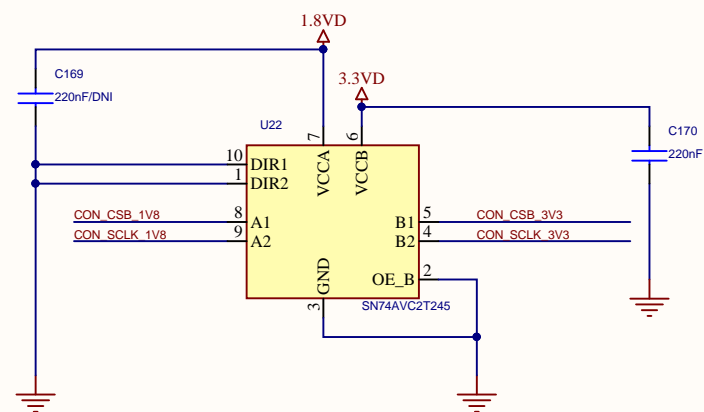 1.8VD
C169
220nF/DNI
3.3VD
C170
220nF
U22
7
6
VCCA
VCCB
10 DIR1
1 DIR2
CON_CSB_1V8 8 A1
CON_SCLK_1V8 9 A2
B1 5 CON_CSB_3V3
B2 4 CON_SCLK_3V3
OE_B 2
GND
3
SN74AVC2T245